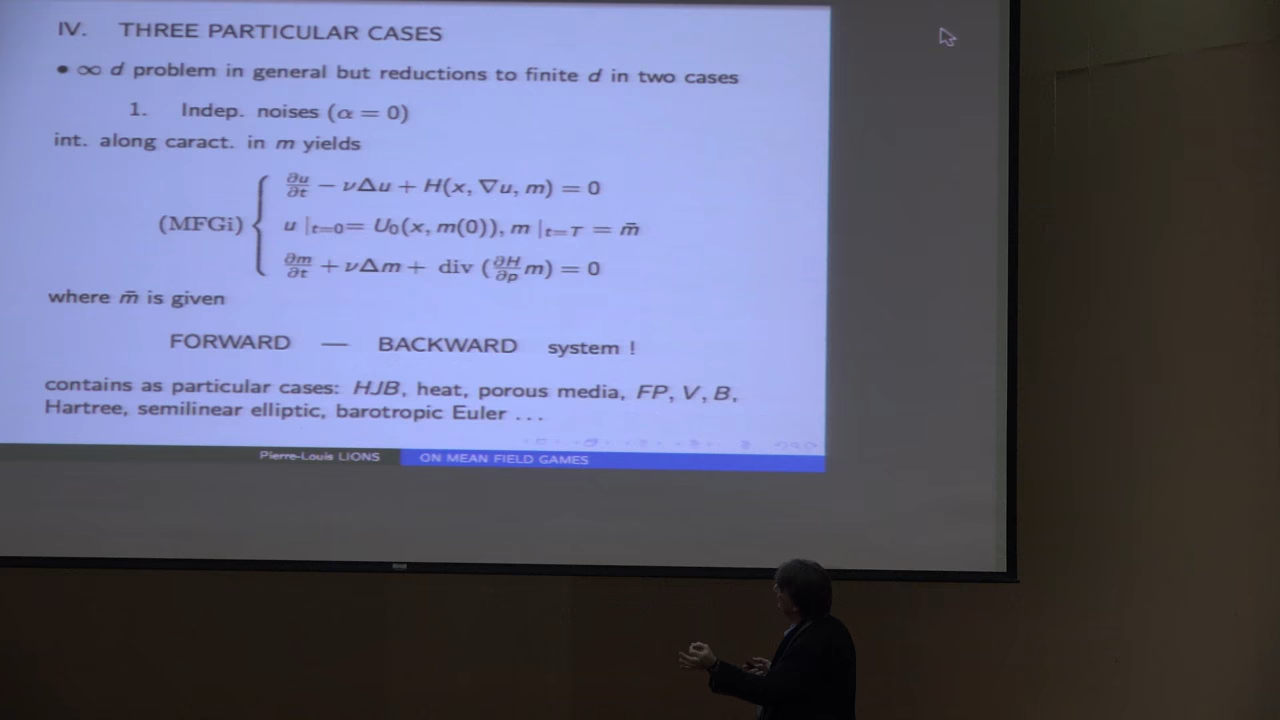 IV. THREE PARTICULAR CASES
• ∞ d problem in general but reductions to finite d in two cases
1. Indep. noises (α = 0)
int. along caract. in m yields
∂u/∂t − νΔu + H(x, ∇u, m) = 0
(MFGi) { u |t=0= U₀(x, m(0)), m |t=T = m̄
∂m/∂t + νΔm + div (∂H/∂p m) = 0
where m̄ is given
FORWARD — BACKWARD system !
contains as particular cases: HJB, heat, porous media, FP, V, B,
Hartree, semilinear elliptic, barotropic Euler ...
Pierre-Louis LIONS ON MEAN FIELD GAMES